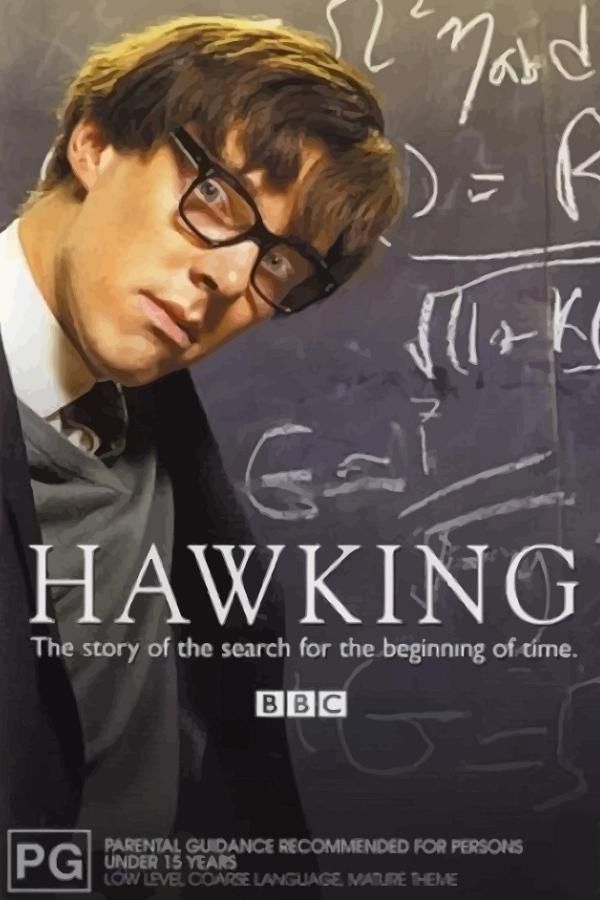 HAWKING
The story of the search for the beginning of time.
BBC
PG
PARENTAL GUIDANCE RECOMMENDED FOR PERSONS
UNDER 15 YEARS
LOW LEVEL COARSE LANGUAGE, MATURE THEME